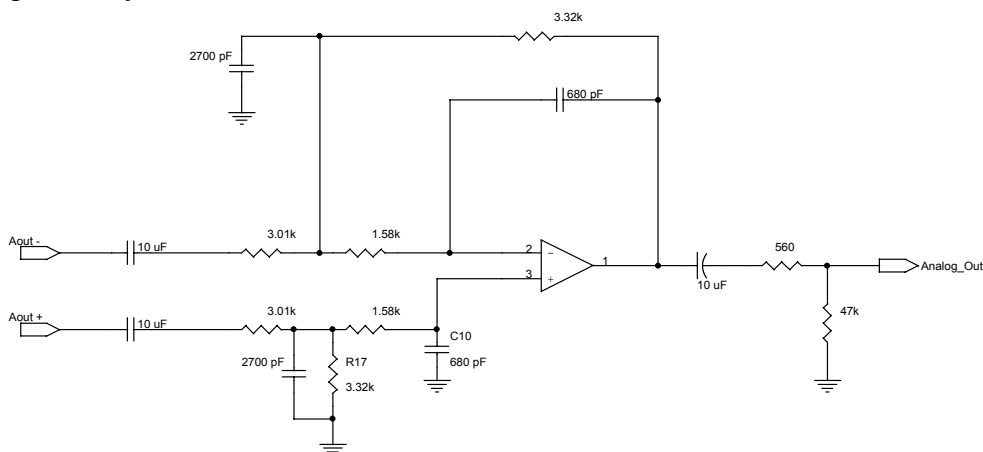 3.32k
2700 pF
680 pF
Aout -
10 uF
3.01k
1.58k
2
-
1
3
+
560
Analog_Out
10 uF
47k
Aout +
10 uF
3.01k
1.58k
C10
680 pF
2700 pF
R17
3.32k